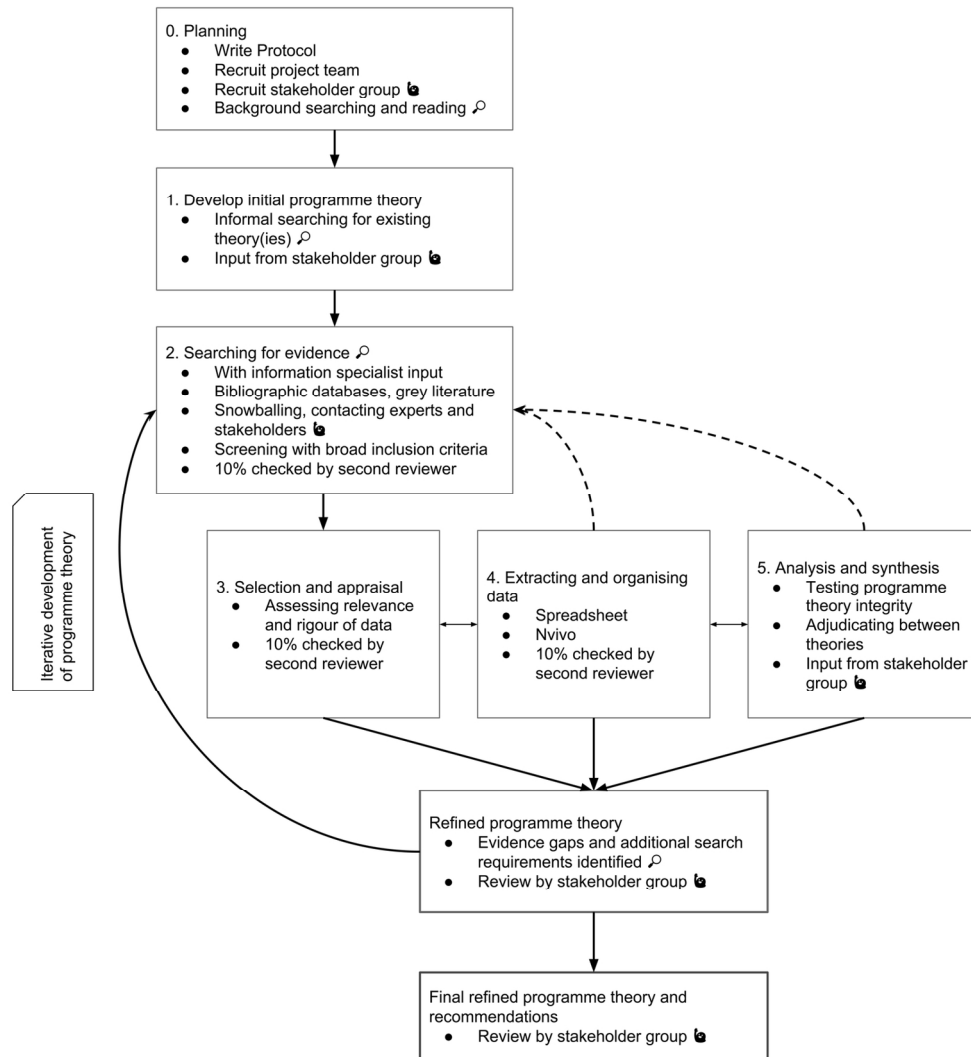 0. Planning
● Write Protocol
● Recruit project team
● Recruit stakeholder group
● Background searching and reading
1. Develop initial programme theory
● Informal searching for existing
theory(ies)
● Input from stakeholder group
2. Searching for evidence
● With information specialist input
● Bibliographic databases, grey literature
● Snowballing, contacting experts and
stakeholders
● Screening with broad inclusion criteria
● 10% checked by second reviewer
Iterative development
of programme theory
3. Selection and appraisal
● Assessing relevance
and rigour of data
● 10% checked by
second reviewer
4. Extracting and organising
data
● Spreadsheet
● Nvivo
● 10% checked by
second reviewer
5. Analysis and synthesis
● Testing programme
theory integrity
● Adjudicating between
theories
● Input from stakeholder
group
Refined programme theory
● Evidence gaps and additional search
requirements identified
● Review by stakeholder group
Final refined programme theory and
recommendations
● Review by stakeholder group